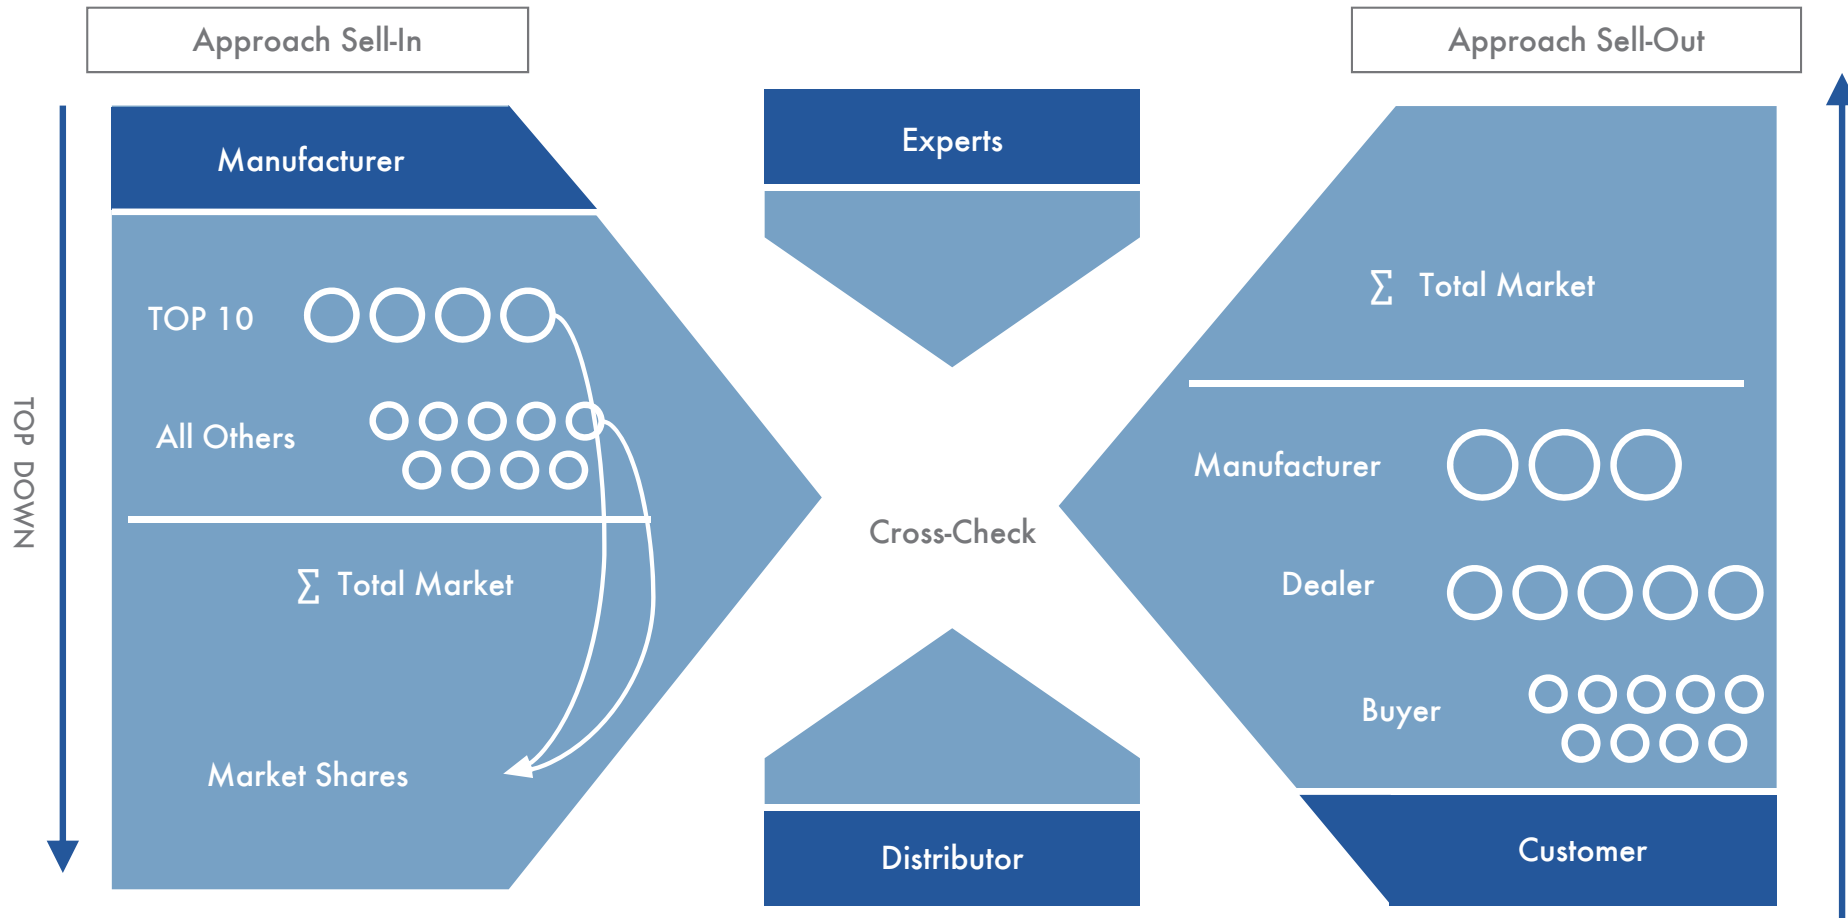 Approach Sell-In
Approach Sell-Out
Manufacturer
Experts
TOP 10
All Others
∑ Total Market
Market Shares
TOP DOWN
Cross-Check
Distributor
∑ Total Market
Manufacturer
Dealer
Buyer
Customer